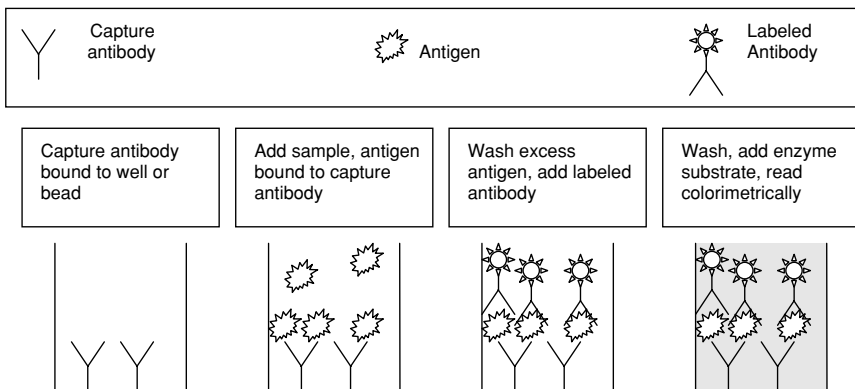 Capture
antibody
Antigen
Labeled
Antibody
Capture antibody
bound to well or
bead
Add sample, antigen
bound to capture
antibody
Wash excess
antigen, add labeled
antibody
Wash, add enzyme
substrate, read
colorimetrically